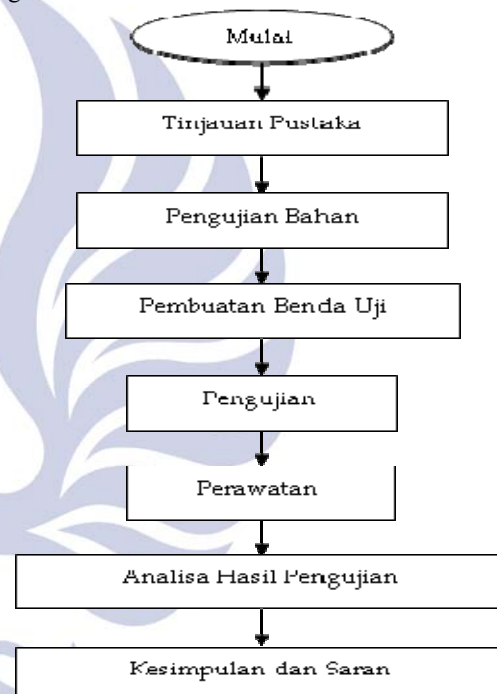 Mulai
Tinjauan Pustaka
Pengujian Bahan
Pembuatan Benda Uji
Pengujian
Perawatan
Analisa Hasil Pengujian
Kesimpulan dan Saran